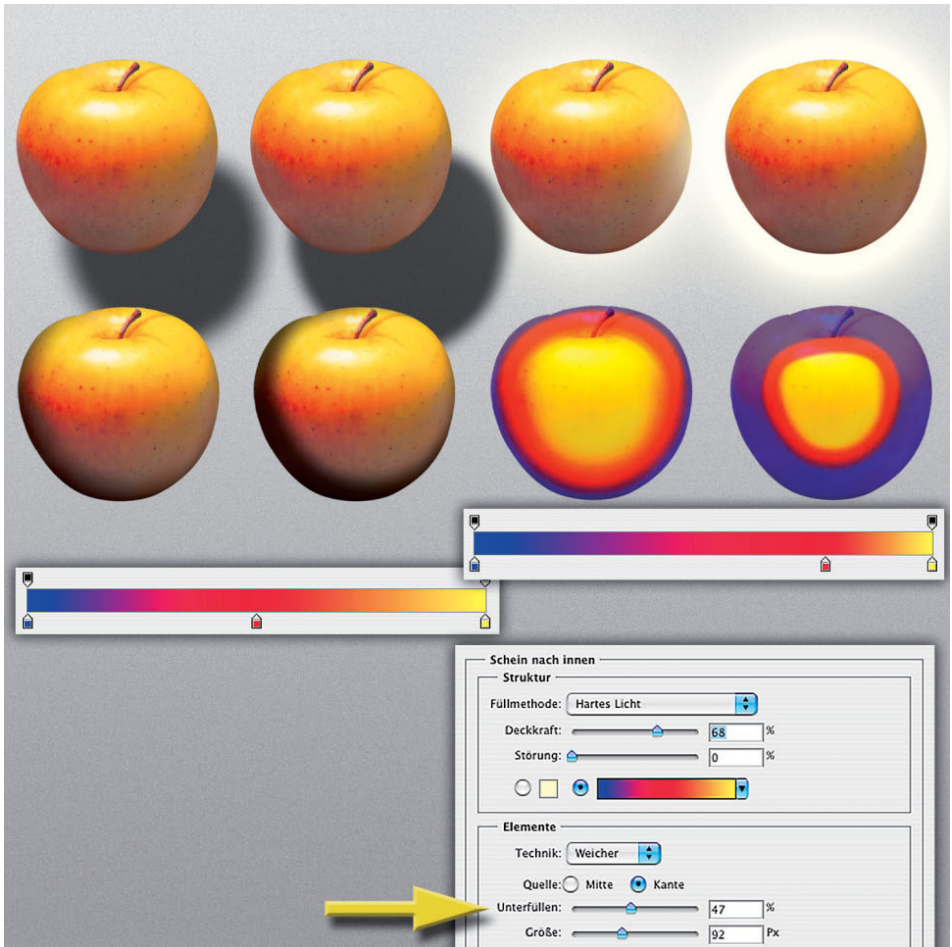 Schein nach innen
Struktur
Füllmethode: Hartes Licht
Deckkraft: 68 %
Störung: 0 %
Elemente
Technik: Weicher
Quelle: Mitte Kante
Unterfüllen: 47 %
Größe: 92 Px